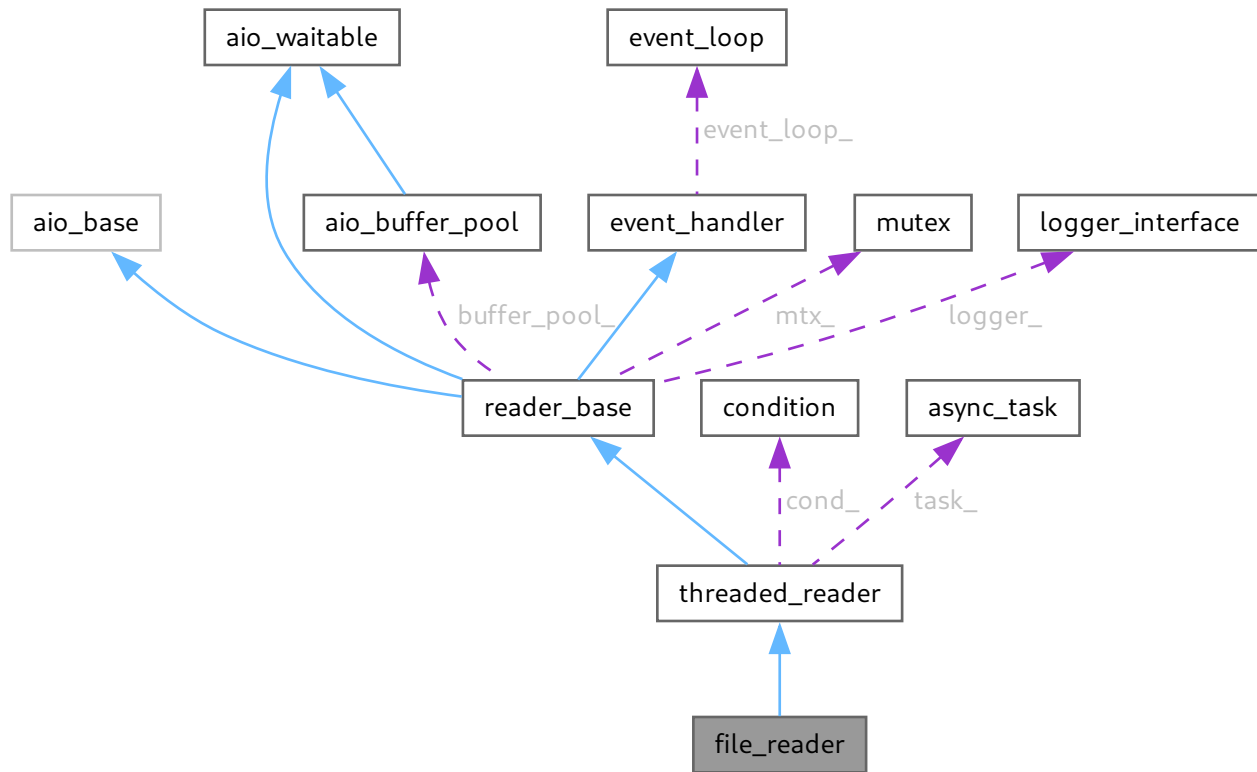 aio_waitable
event_loop
event_loop_
aio_base
aio_buffer_pool
event_handler
mutex
logger_interface
buffer_pool_
mtx_
logger_
reader_base
condition
async_task
cond_
task_
threaded_reader
file_reader